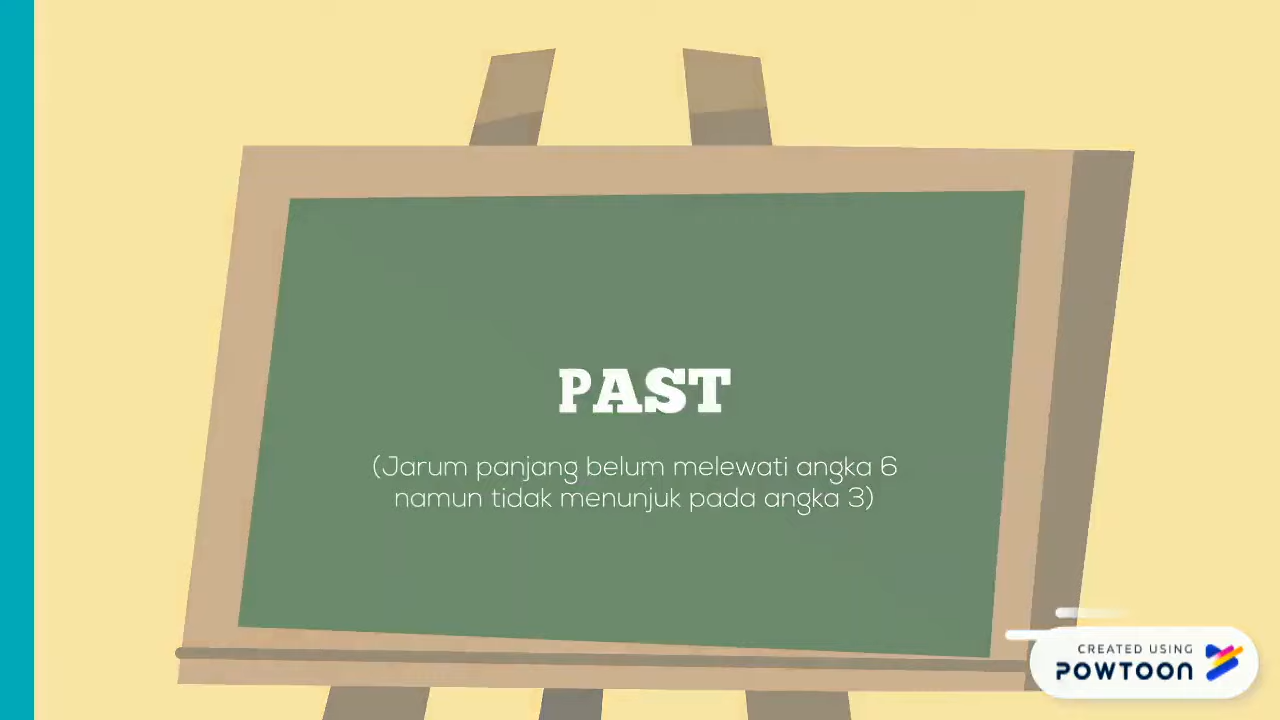 PAST
(Jarum panjang belum melewati angka 6
namun tidak menunjuk pada angka 3)
CREATED USING
POWTOON